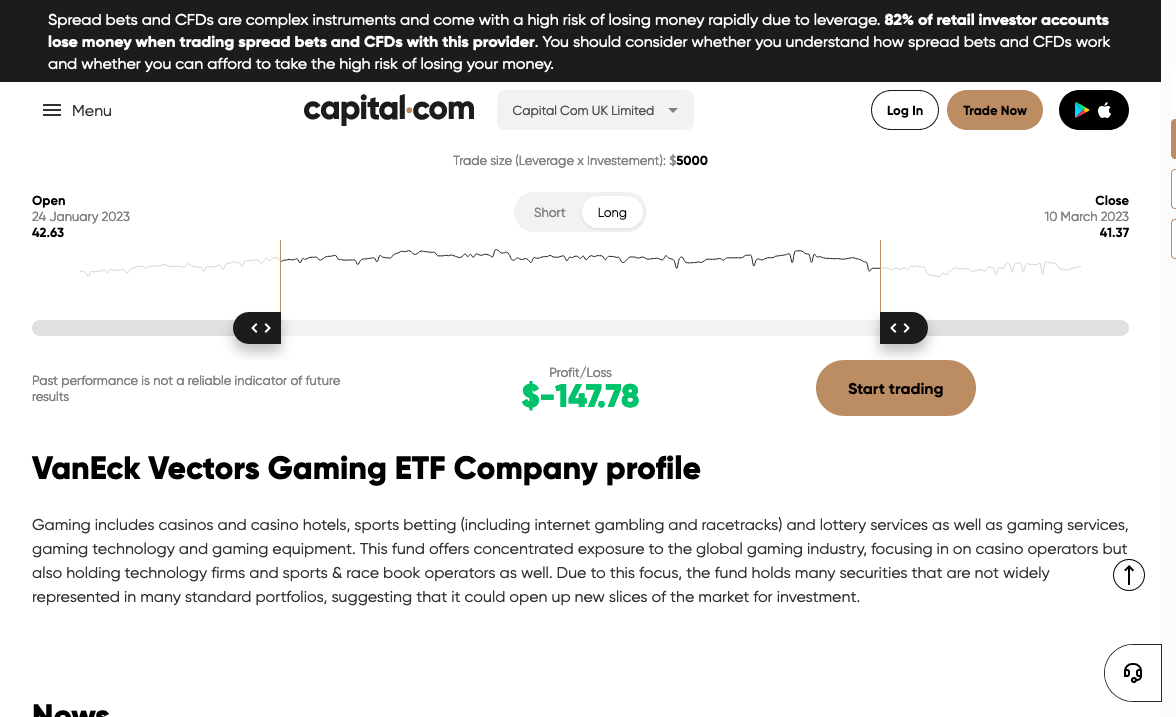 Spread bets and CFDs are complex instruments and come with a high risk of losing money rapidly due to leverage. 82% of retail investor accounts
lose money when trading spread bets and CFDs with this provider. You should consider whether you understand how spread bets and CFDs work
and whether you can afford to take the high risk of losing your money.
Menu
capital.com
Capital Com UK Limited
Log In
Trade Now
Trade size (Leverage x Investement): $5000
Open
24 January 2023
42.63
Short
Long
Close
10 March 2023
41.37
Past performance is not a reliable indicator of future
results
Profit/Loss
$-147.78
Start trading
VanEck Vectors Gaming ETF Company profile
Gaming includes casinos and casino hotels, sports betting (including internet gambling and racetracks) and lottery services as well as gaming services,
gaming technology and gaming equipment. This fund offers concentrated exposure to the global gaming industry, focusing in on casino operators but
also holding technology firms and sports & race book operators as well. Due to this focus, the fund holds many securities that are not widely
represented in many standard portfolios, suggesting that it could open up new slices of the market for investment.
News